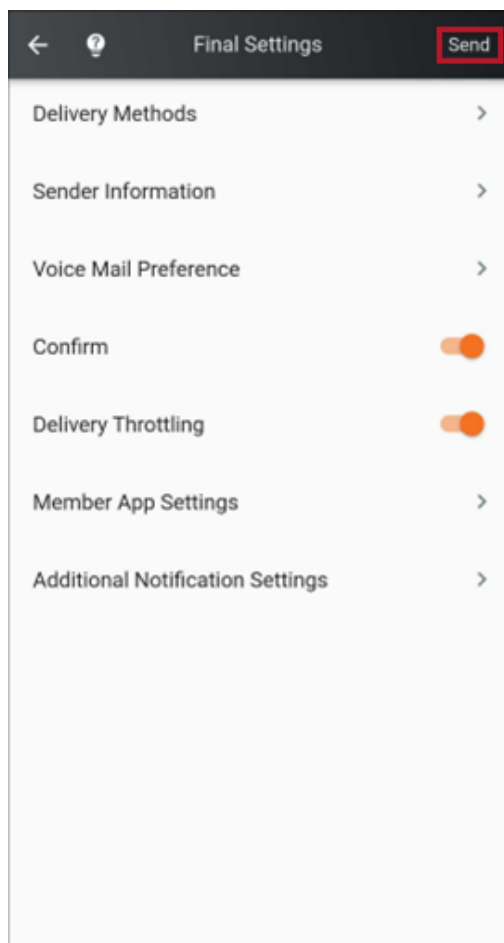 Final Settings Send
Delivery Methods
Sender Information
Voice Mail Preference
Confirm
Delivery Throttling
Member App Settings
Additional Notification Settings